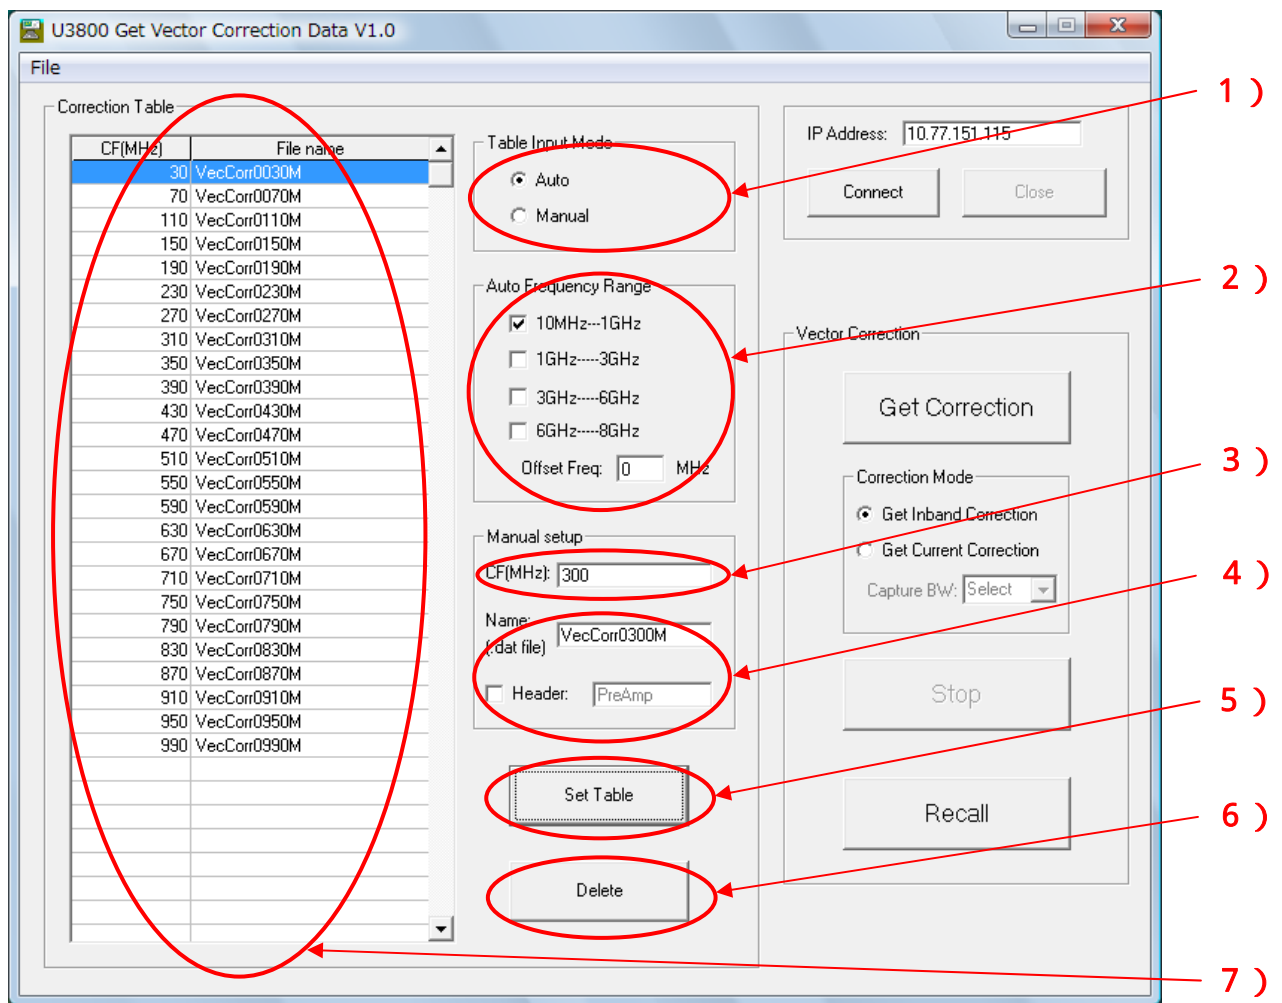 U3800 Get Vector Correction Data V1.0
File
Correction Table
CF(MHz) File name
30 VecCorr0030M
70 VecCorr0070M
110 VecCorr0110M
150 VecCorr0150M
190 VecCorr0190M
230 VecCorr0230M
270 VecCorr0270M
310 VecCorr0310M
350 VecCorr0350M
390 VecCorr0390M
430 VecCorr0430M
470 VecCorr0470M
510 VecCorr0510M
550 VecCorr0550M
590 VecCorr0590M
630 VecCorr0630M
670 VecCorr0670M
710 VecCorr0710M
750 VecCorr0750M
790 VecCorr0790M
830 VecCorr0830M
870 VecCorr0870M
910 VecCorr0910M
950 VecCorr0950M
990 VecCorr0990M
Table Input Mode
Auto
Manual
Auto Frequency Range
10MHz---1GHz
1GHz-----3GHz
3GHz----6GHz
6GHz----8GHz
Offset Freq: 0 MHz
Manual setup
CF(MHz): 300
Name:
(.dat file) VecCorr0300M
Header: PreAmp
Set Table
Delete
IP Address: 10.77.151.115
Connect Close
Vector Correction
Get Correction
Correction Mode
Get Inband Correction
Get Current Correction
Capture BW: Select
Stop
Recall
1 )
2 )
3 )
4 )
5 )
6 )
7 )